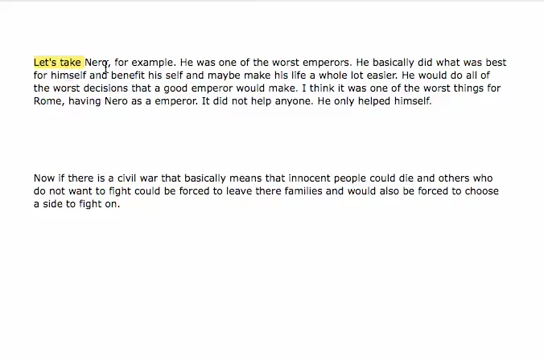 Let's take Nero, for example. He was one of the worst emperors. He basically did what was best
for himself and benefit his self and maybe make his life a whole lot easier. He would do all of
the worst decisions that a good emperor would make. I think it was one of the worst things for
Rome, having Nero as a emperor. It did not help anyone. He only helped himself.
Now if there is a civil war that basically means that innocent people could die and others who
do not want to fight could be forced to leave there families and would also be forced to choose
a side to fight on.